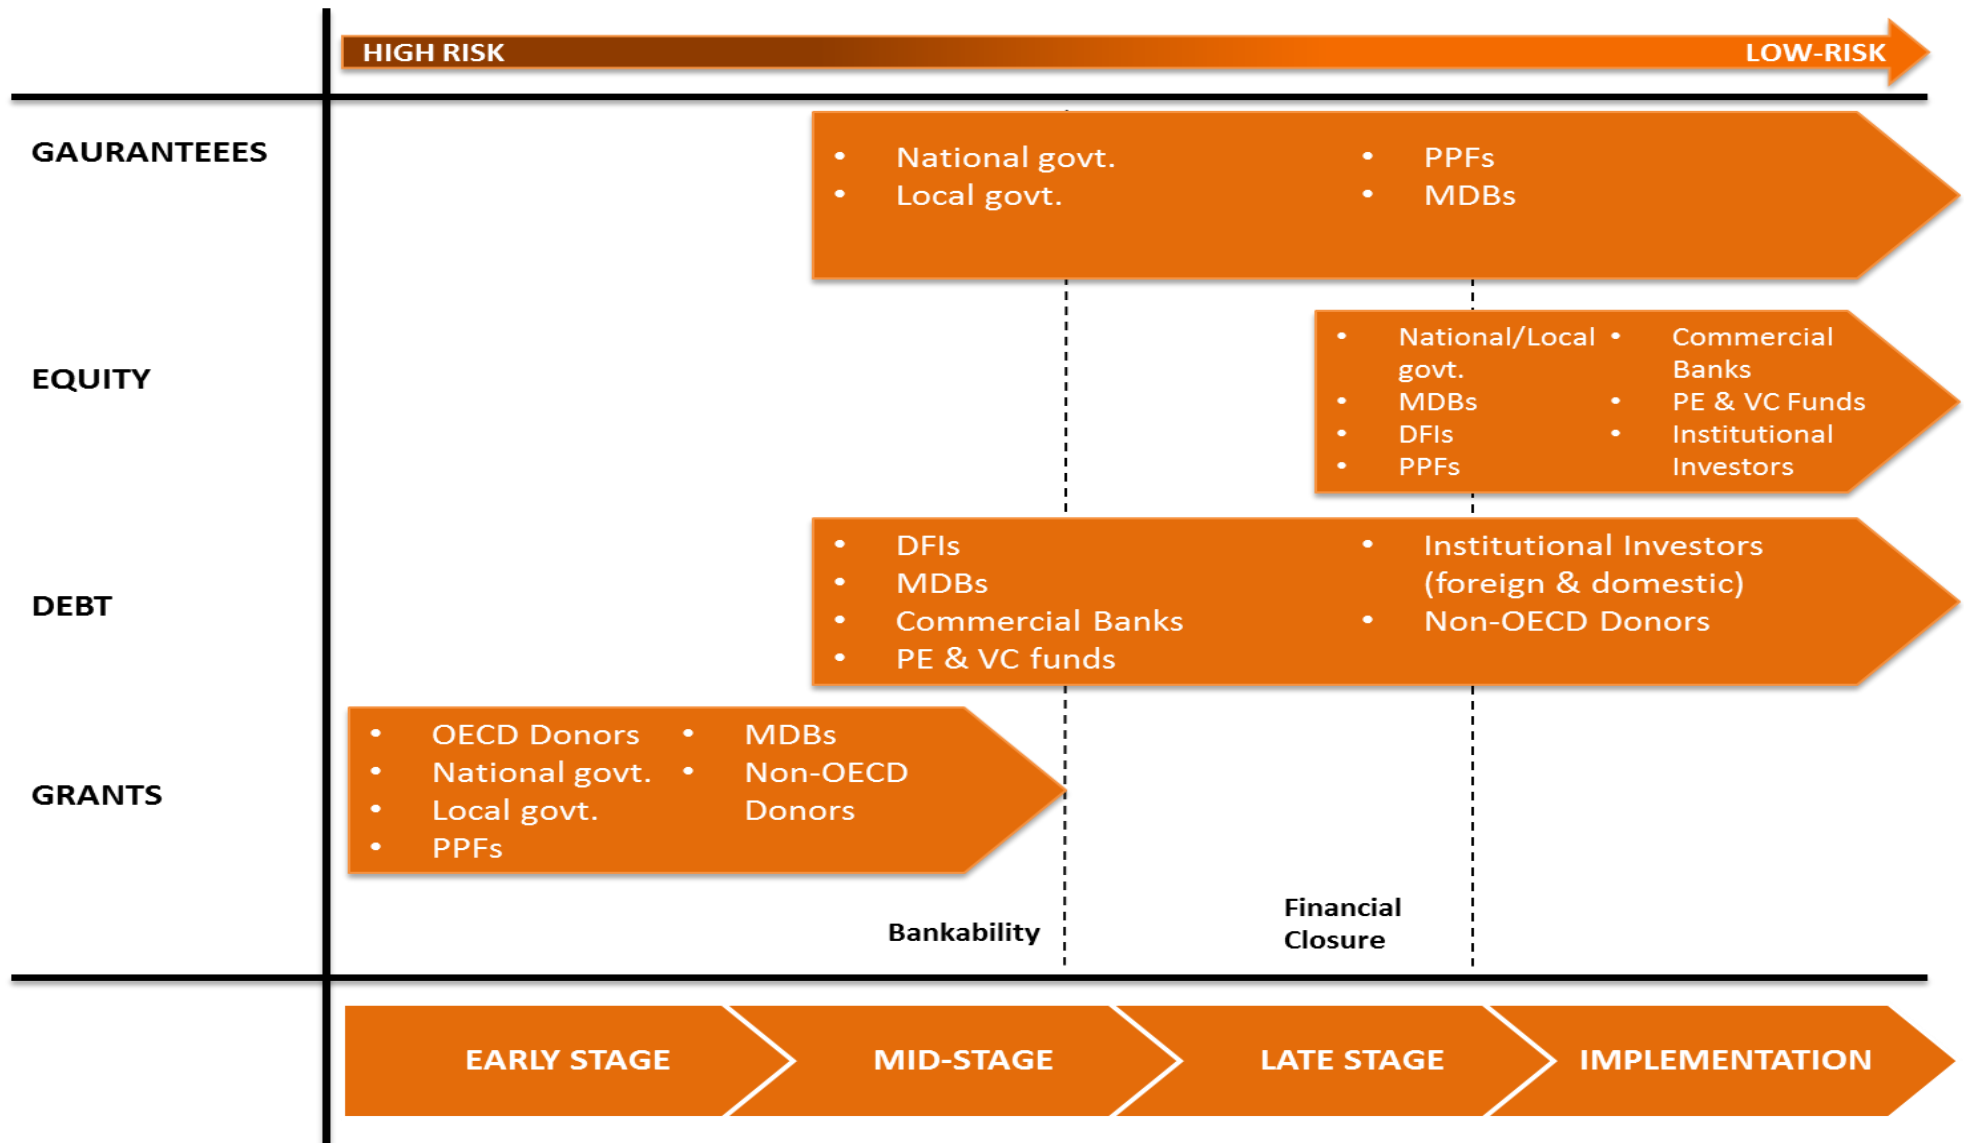 HIGH RISK
LOW-RISK
GAURANTEEES
• National govt.
• Local govt.
• PPFs
• MDBs
EQUITY
• National/Local
govt.
• MDBs
• DFIs
• PPFs
• Commercial
Banks
• PE & VC Funds
• Institutional
Investors
DEBT
• DFIs
• MDBs
• Commercial Banks
• PE & VC funds
• Institutional Investors
(foreign & domestic)
• Non-OECD Donors
GRANTS
• OECD Donors
• National govt.
• Local govt.
• PPFs
• MDBs
• Non-OECD
Donors
Bankability
Financial
Closure
EARLY STAGE
MID-STAGE
LATE STAGE
IMPLEMENTATION